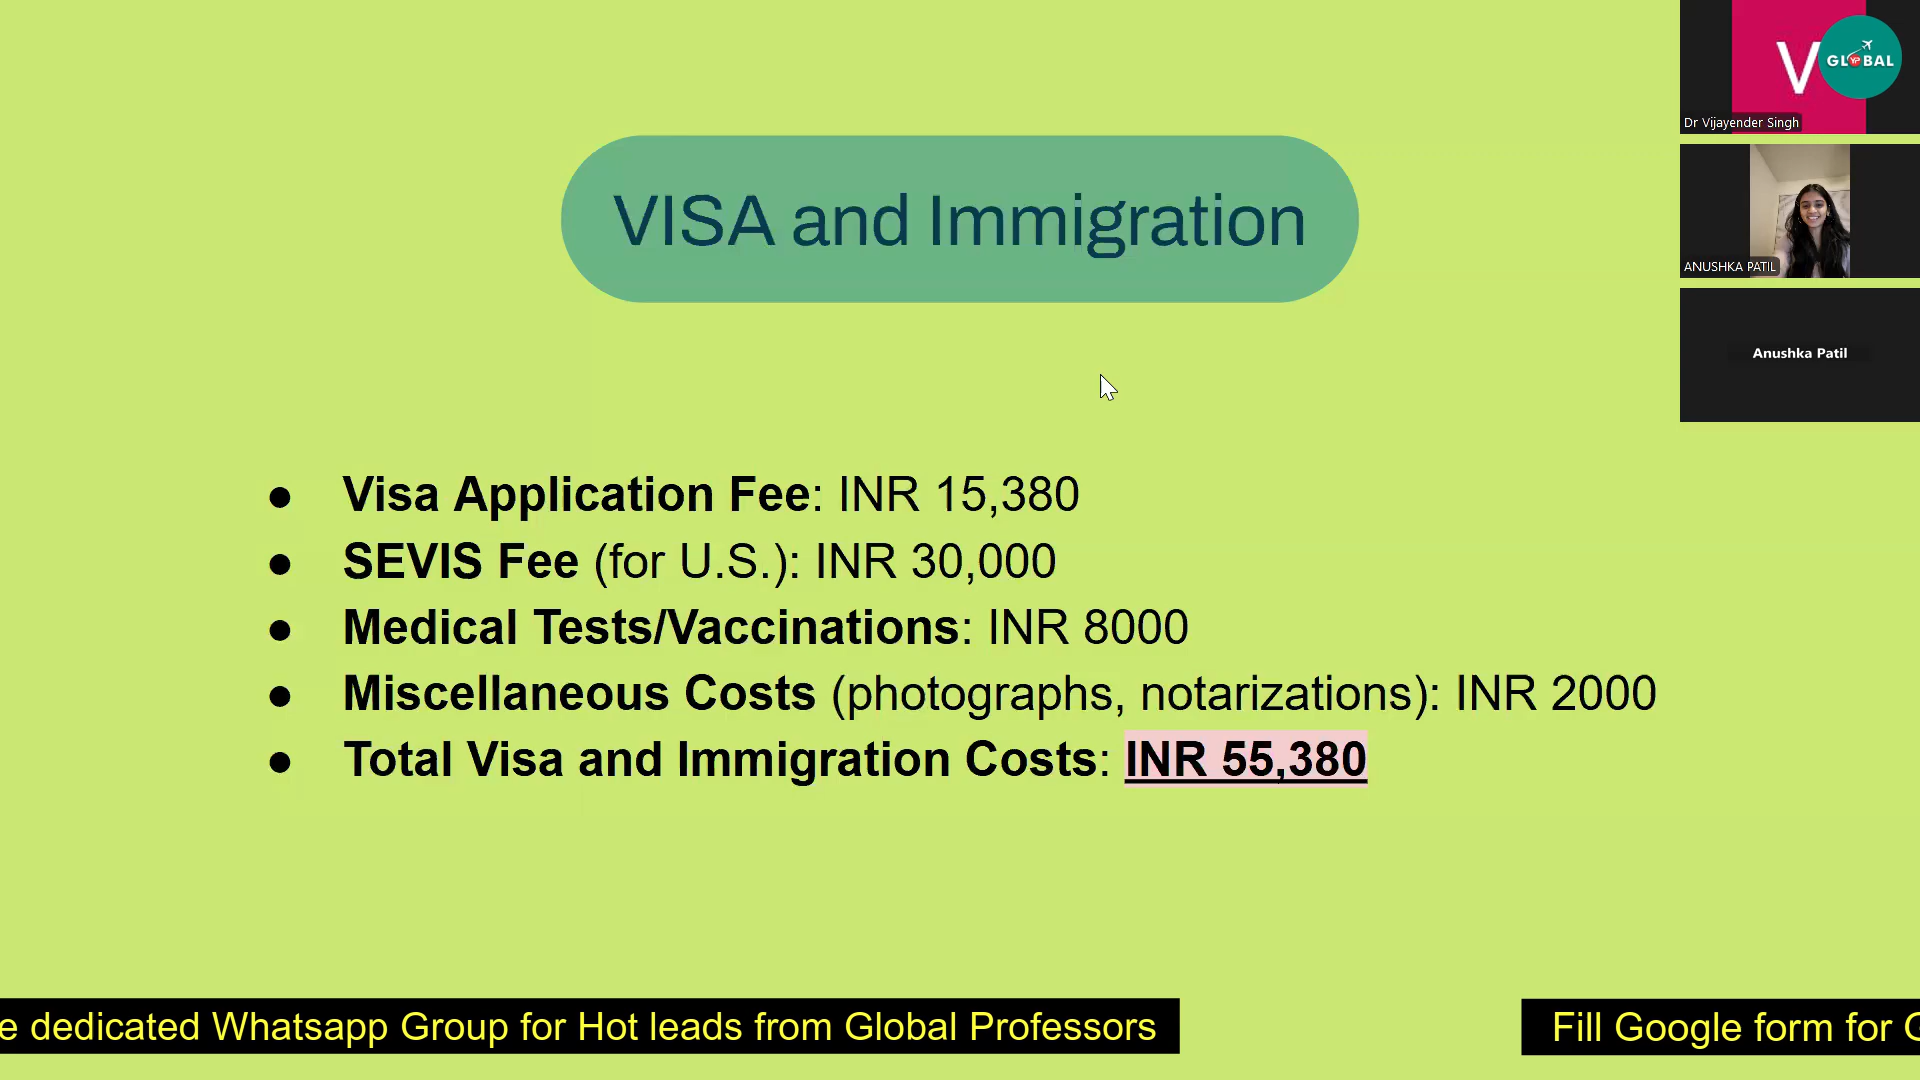 V
GLOBAL
YP
Dr Vijayender Singh
VISA and Immigration
ANUSHKA PATIL
Anushka Patil
● Visa Application Fee: INR 15,380
● SEVIS Fee (for U.S.): INR 30,000
● Medical Tests/Vaccinations: INR 8000
● Miscellaneous Costs (photographs, notarizations): INR 2000
● Total Visa and Immigration Costs: INR 55,380
e dedicated Whatsapp Group for Hot leads from Global Professors
Fill Google form for G